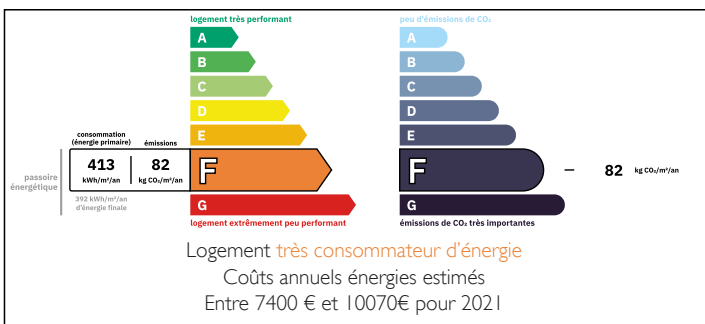 logement très performant
A
B
C
D
E
consommation
(énergie primaire)
émissions
passoire
énergétique
413
kWh/m²/an
82
kg CO₂/m²/an
F
392 kWh/m²/an
d'énergie finale
G
logement extrêmement peu performant
peu d'émissions de CO₂
A
B
C
D
E
F
82 kg CO₂/m²/an
G
émissions de CO₂ très importantes
Logement très consommateur d'énergie
Coûts annuels énergies estimés
Entre 7400 € et 10070€ pour 2021